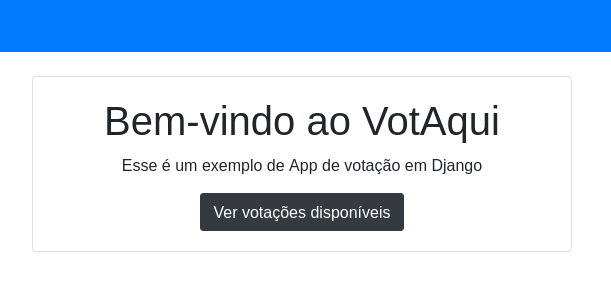 Bem-vindo ao VotAqui
Esse é um exemplo de App de votação em Django
Ver votações disponíveis